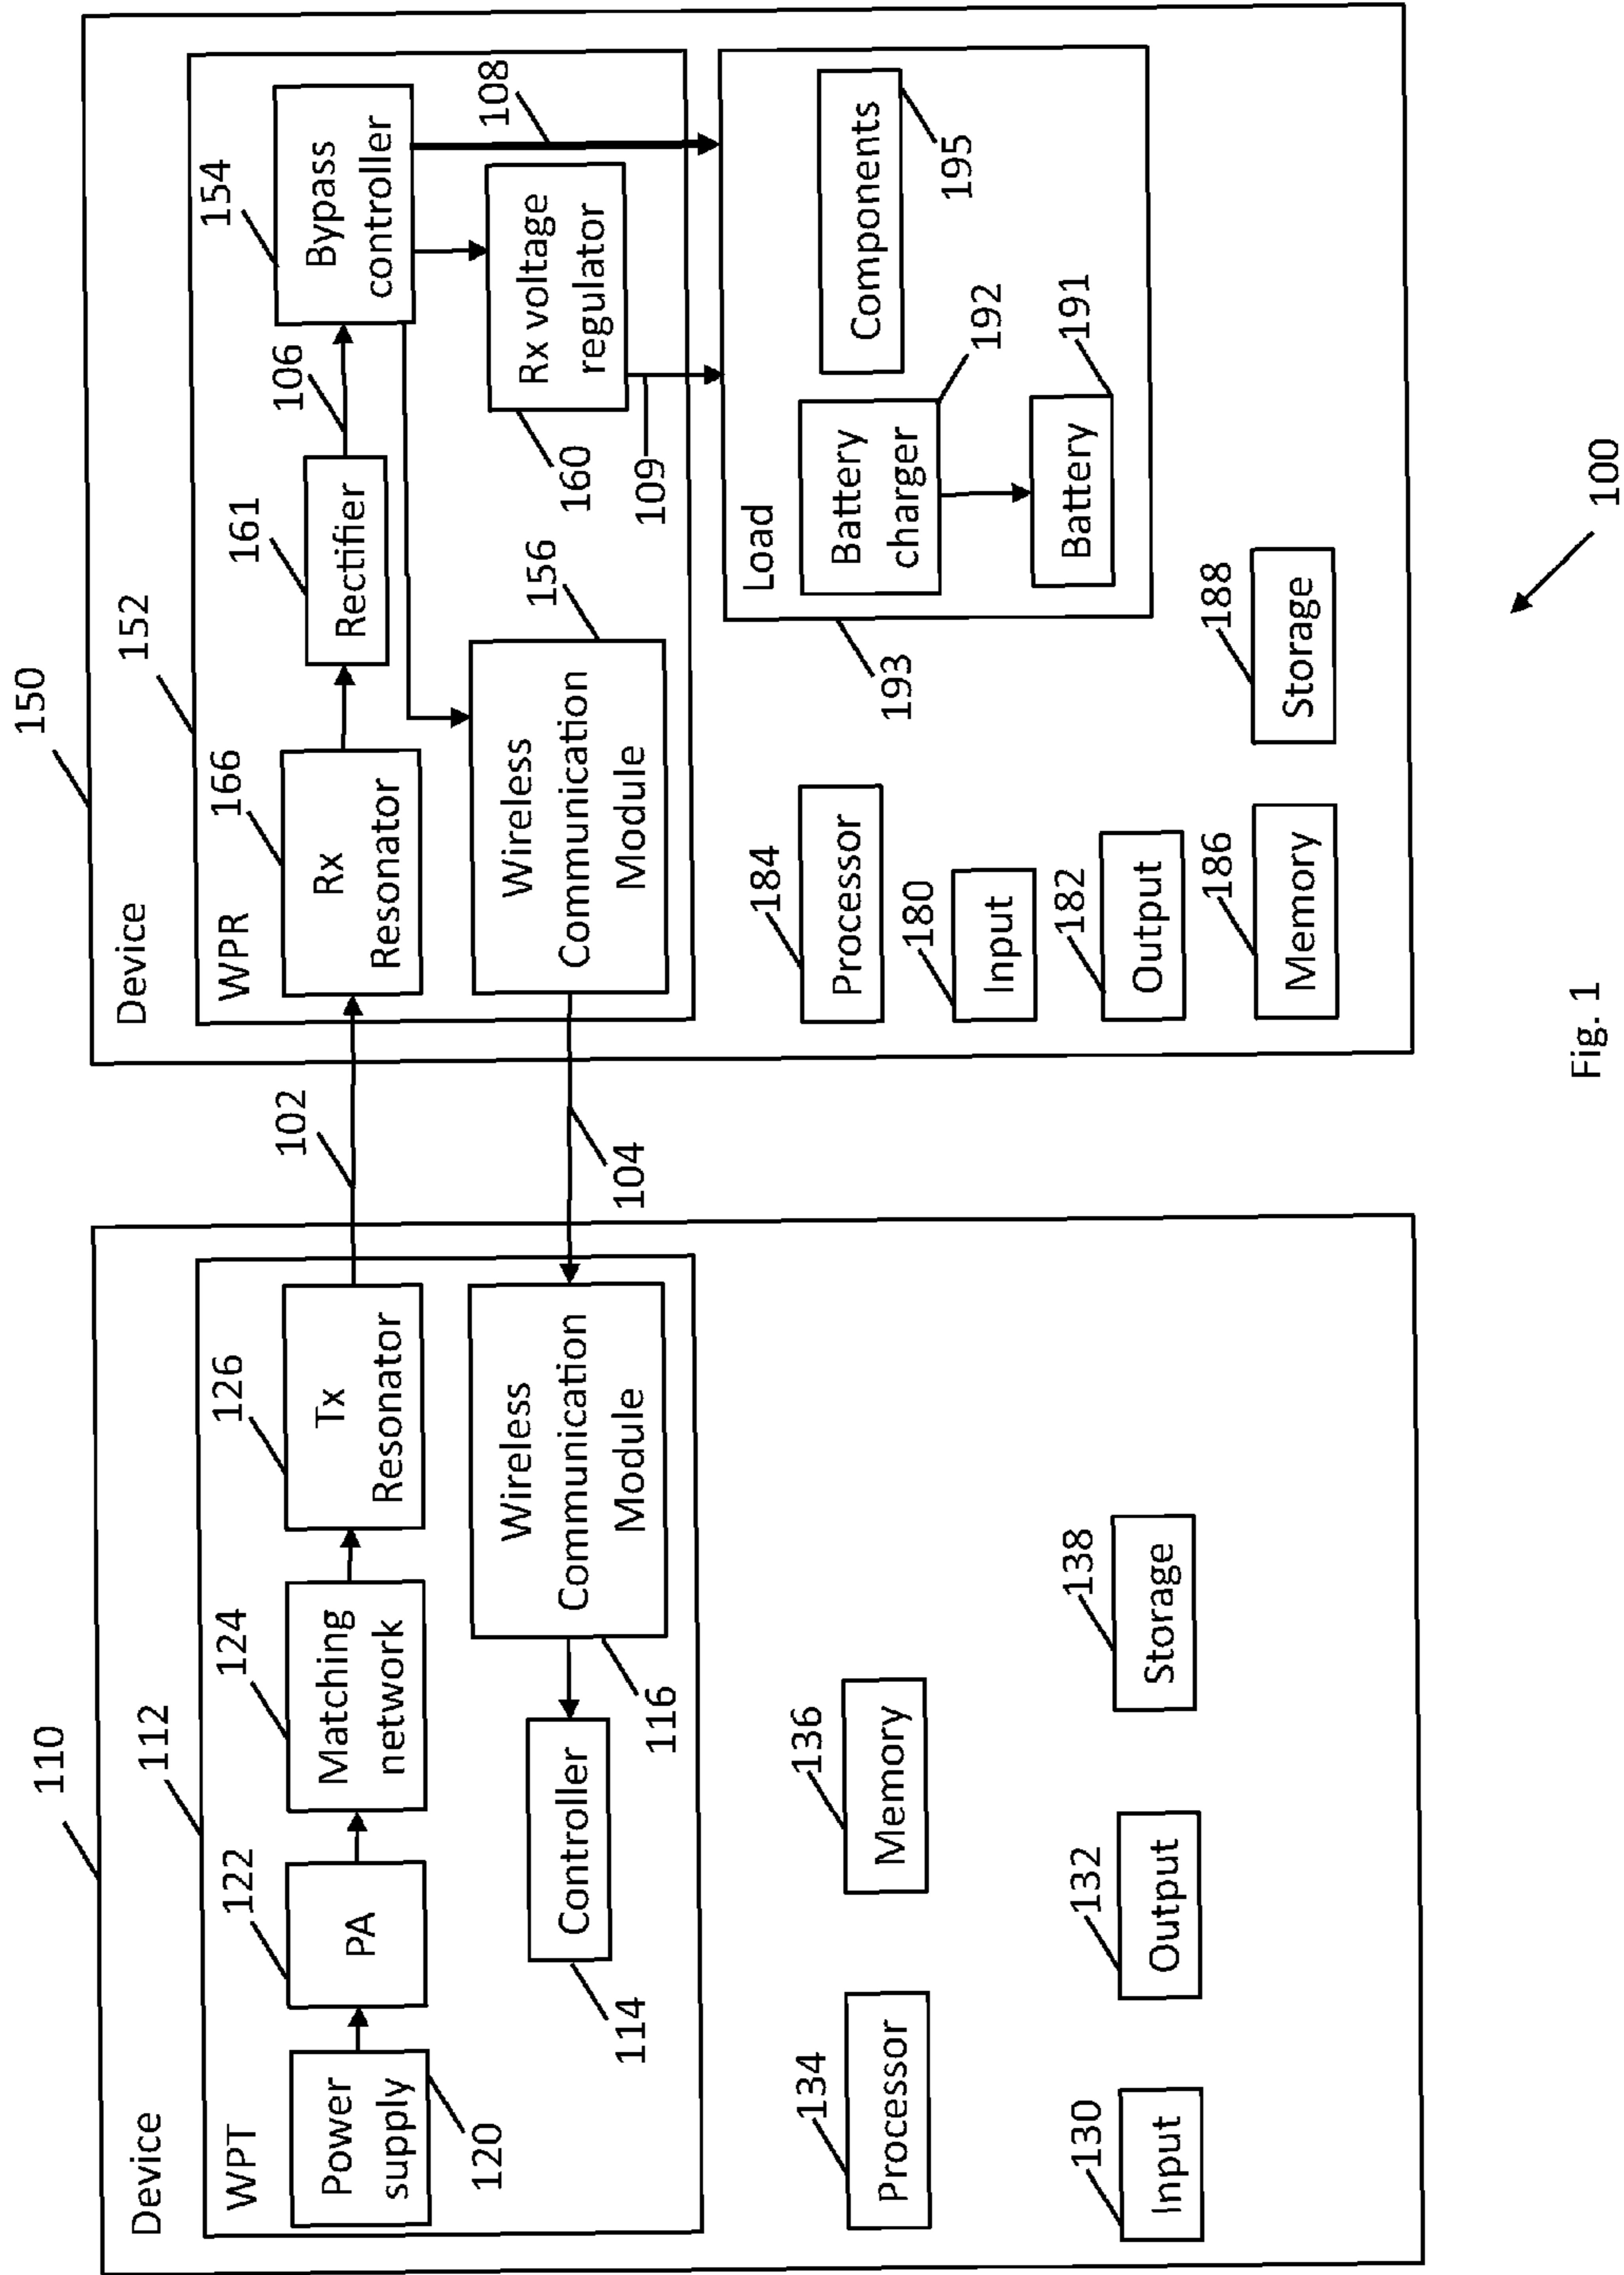 110
Device
112
WPT
120
Power
supply
122
PA
124
Matching
network
126
Tx
Resonator
114
Controller
116
Wireless
Communication
Module
134
Processor
136
Memory
130
Input
132
Output
138
Storage
102
104
150
Device
152
WPR
166
Rx
Resonator
161
Rectifier
106
154
Bypass
controller
108
156
Wireless
Communication
Module
160
Rx voltage
regulator
109
193
Load
192
Battery
charger
191
Battery
195
Components
184
Processor
180
Input
182
Output
186
Memory
188
Storage
100
Fig. 1